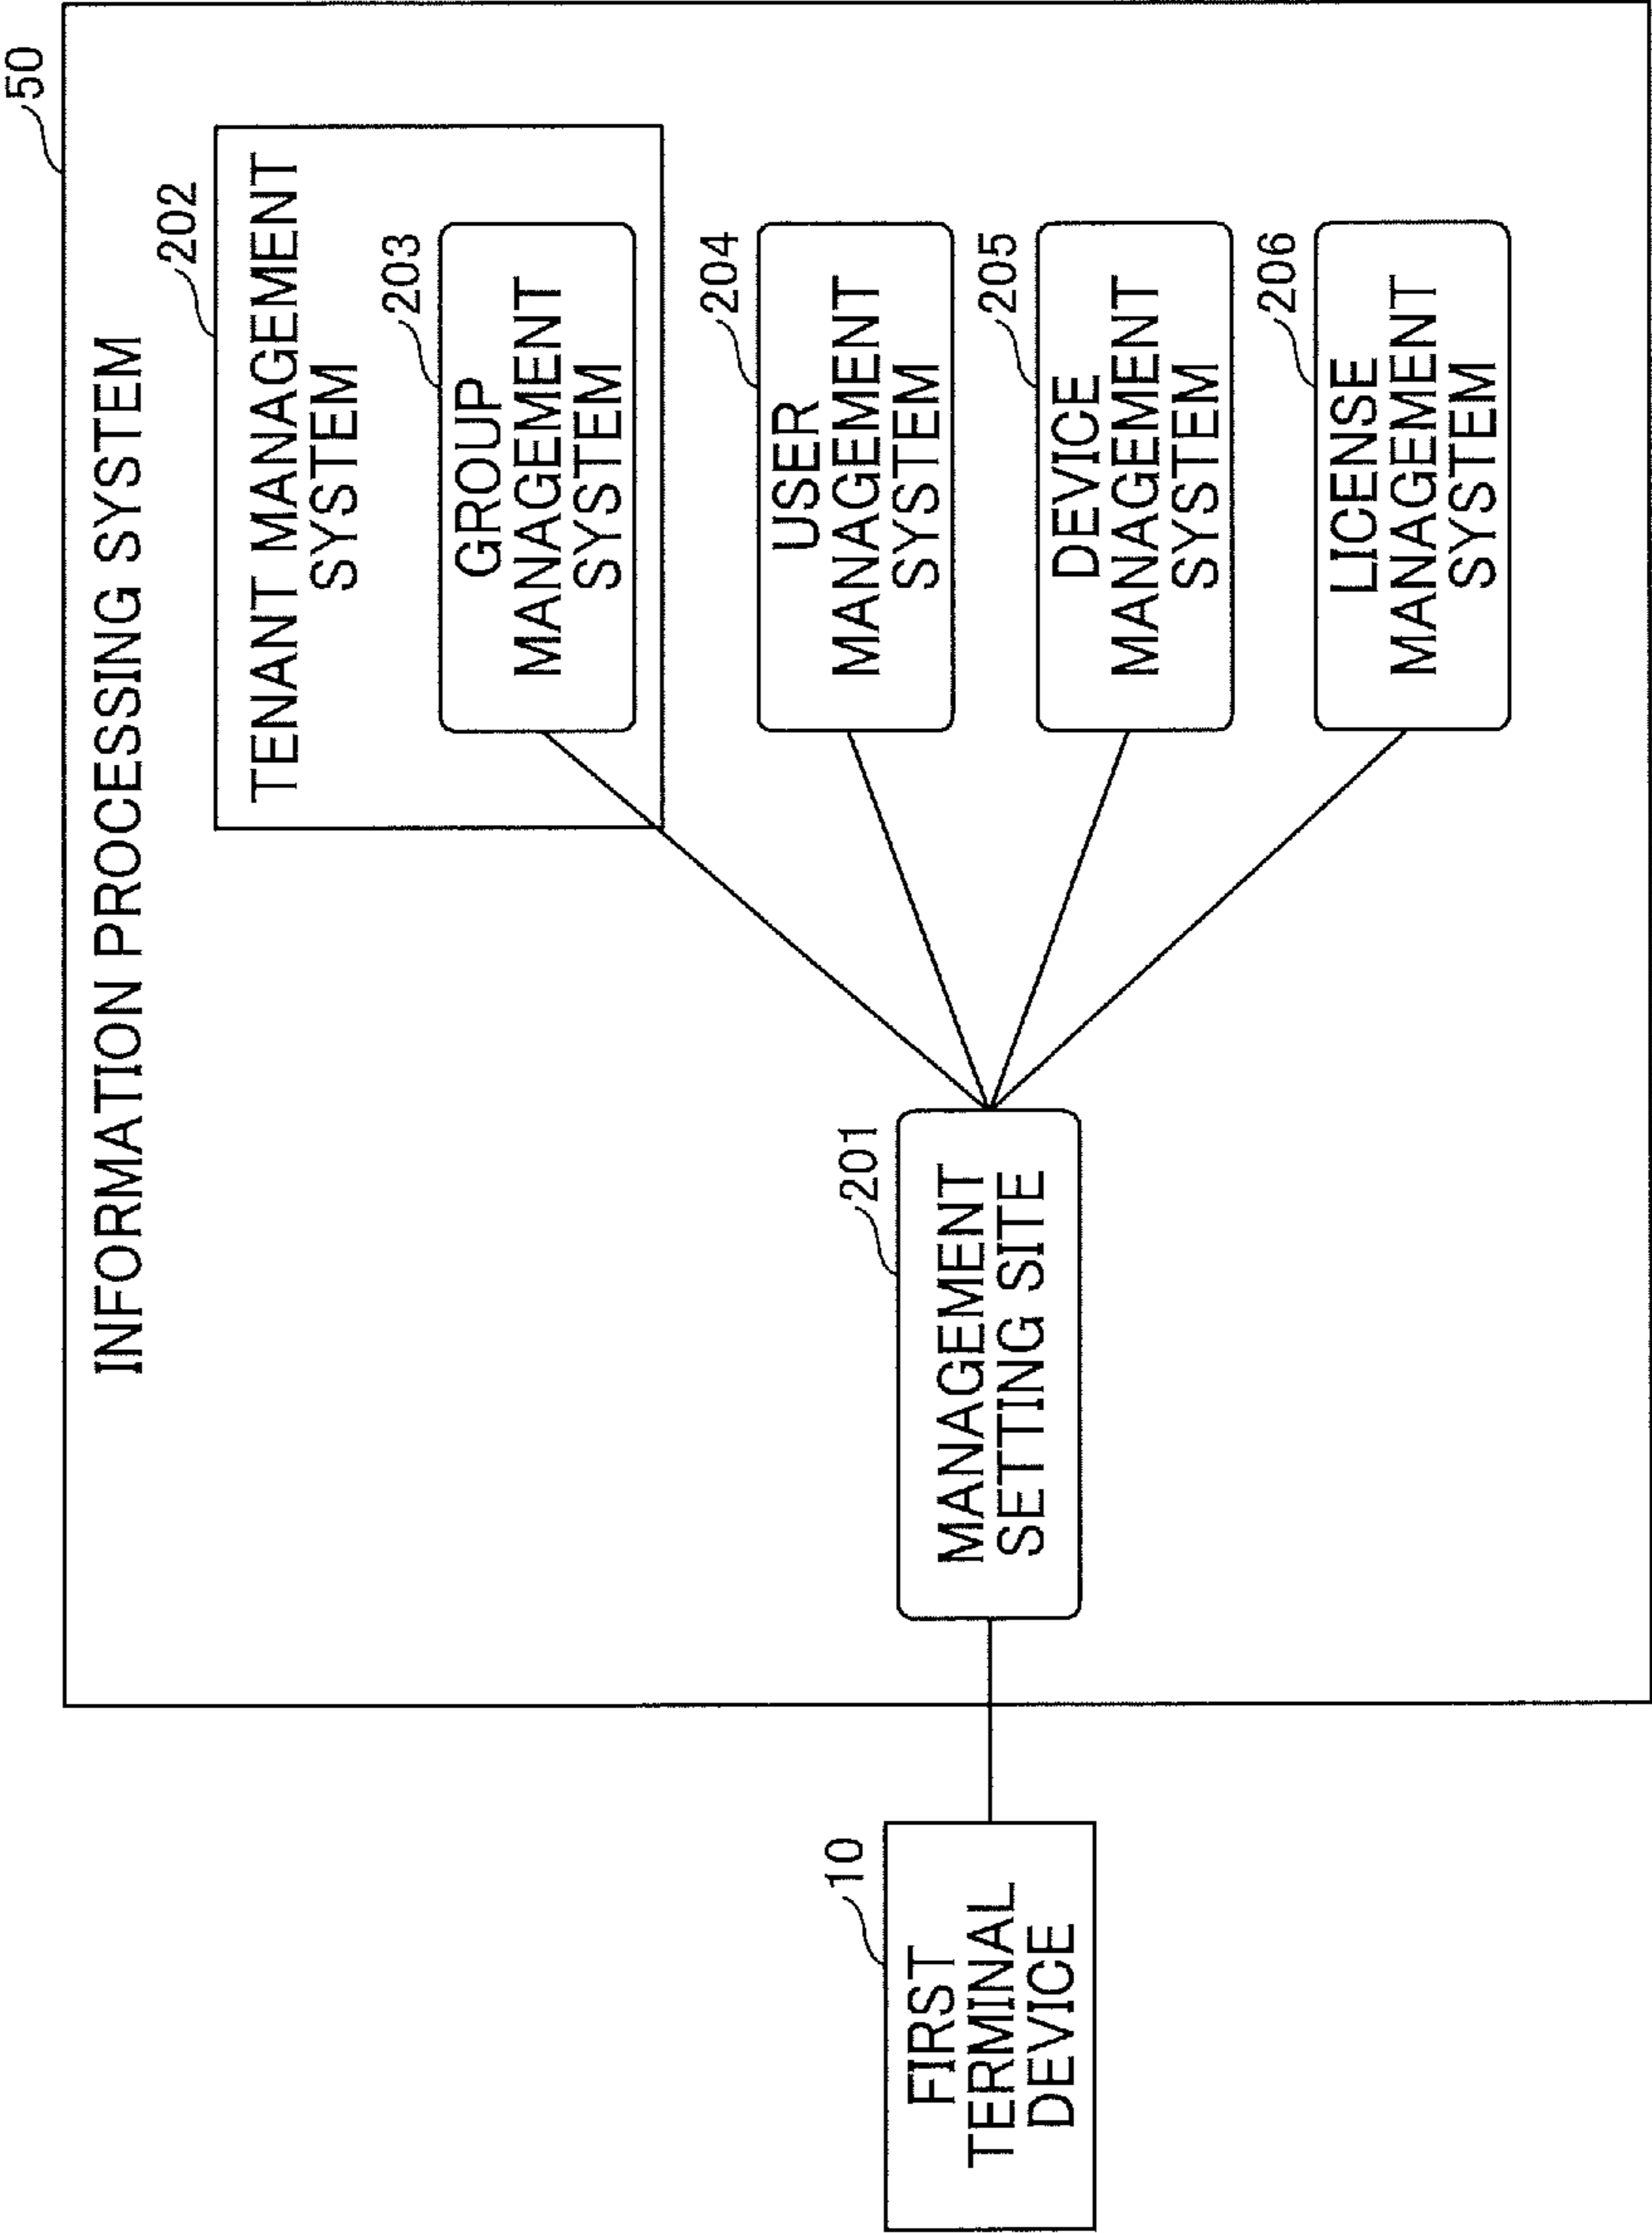 50
INFORMATION PROCESSING SYSTEM
202
TENANT MANAGEMENT
SYSTEM
203
GROUP
MANAGEMENT
SYSTEM
204
USER
MANAGEMENT
SYSTEM
205
DEVICE
MANAGEMENT
SYSTEM
206
LICENSE
MANAGEMENT
SYSTEM
201
MANAGEMENT
SETTING SITE
10
FIRST
TERMINAL
DEVICE